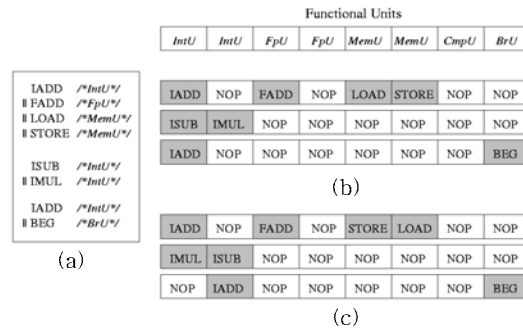 Functional Units
IntU IntU FpU FpU MemU MemU CmpU BrU
IADD /*IntU*/
|| FADD /*FpU*/
|| LOAD /*MemU*/
|| STORE /*MemU*/
ISUB /*IntU*/
|| IMUL /*IntU*/
IADD /*IntU*/
|| BEG /*BrU*/
(a)
IADD NOP FADD NOP LOAD STORE NOP NOP
ISUB IMUL NOP NOP NOP NOP NOP NOP
IADD NOP NOP NOP NOP NOP NOP BEG
(b)
IADD NOP FADD NOP STORE LOAD NOP NOP
IMUL ISUB NOP NOP NOP NOP NOP NOP
NOP IADD NOP NOP NOP NOP NOP BEG
(c)